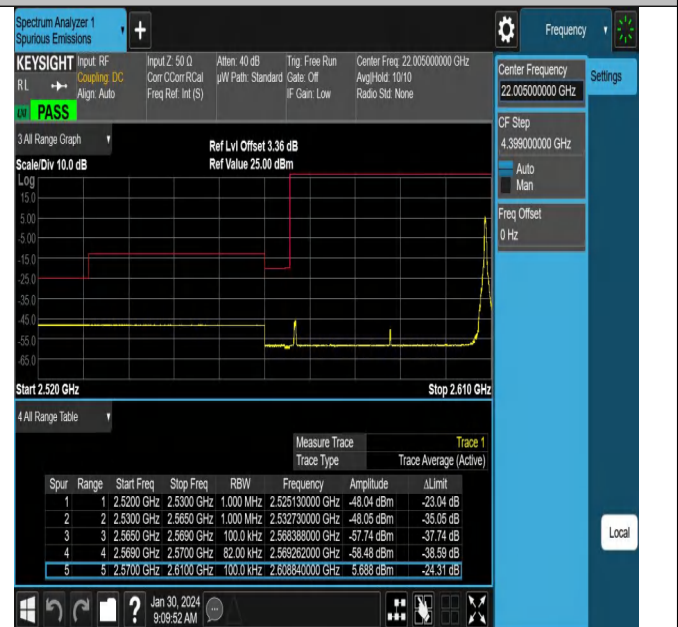 Spectrum Analyzer 1
Spurious Emissions
+
Frequency
KEYSIGHT Input: RF Input Z: 50 Ω Atten: 40 dB Trig: Free Run Center Freq: 22.005000000 GHz
RL Coupling: DC Corr CCorr RCal µW Path: Standard Gate: Off Avg|Hold: 10/10
Align: Auto Freq Ref: Int (S) IF Gain: Low Radio Std: None
PASS
Center Frequency
22.005000000 GHz
Settings
CF Step
4.399000000 GHz
Auto
Man
Freq Offset
0 Hz
3 All Range Graph
Ref Lvl Offset 3.36 dB
Scale/Div 10.0 dB Ref Value 25.00 dBm
Log
15.0
5.00
-5.00
-15.0
-25.0
-35.0
-45.0
-55.0
-65.0
Start 2.520 GHz Stop 2.610 GHz
4 All Range Table
Measure Trace Trace 1
Trace Type Trace Average (Active)
Spur Range Start Freq Stop Freq RBW Frequency Amplitude ΔLimit
1 1 2.5200 GHz 2.5300 GHz 1.000 MHz 2.525130000 GHz -48.04 dBm -23.04 dB
2 2 2.5300 GHz 2.5650 GHz 1.000 MHz 2.532730000 GHz -48.05 dBm -35.05 dB
3 3 2.5650 GHz 2.5690 GHz 100.0 kHz 2.568388000 GHz -57.74 dBm -37.74 dB
4 4 2.5690 GHz 2.5700 GHz 82.00 kHz 2.569262000 GHz -58.48 dBm -38.59 dB
5 5 2.5700 GHz 2.6100 GHz 100.0 kHz 2.608840000 GHz 5.688 dBm -24.31 dB
Local
?
Jan 30, 2024
9:09:52 AM